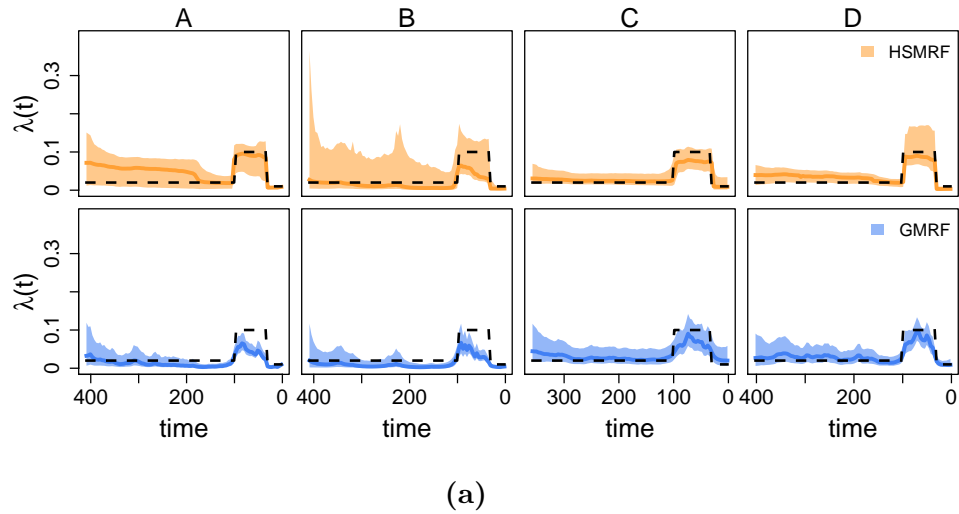 A B C D
λ(t) 0.3 0.1 0 HSMRF
λ(t) 0.3 0.1 0 GMRF
400 200 0 400 200 0 300 200 100 0 400 200 0
time time time time
(a)